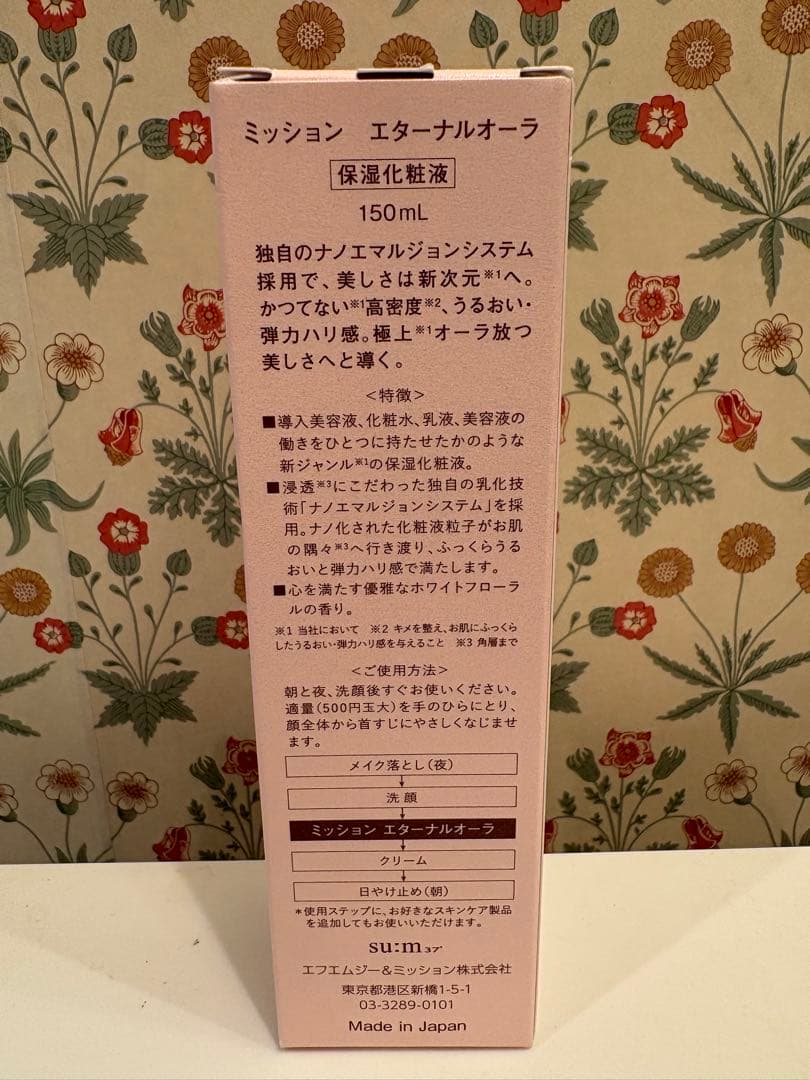 ミッション エターナルオーラ
保湿化粧液
150mL
独自のナノエマルジョンシステム
採用で、美しさは新次元※1へ。
かつてない※1高密度※2、うるおい・
弾力ハリ感。極上※1オーラ放つ
美しさへと導く。
<特徴>
■導入美容液、化粧水、乳液、美容液の
働きをひとつに持たせたかのような
新ジャンル※1の保湿化粧液。
■浸透※3にこだわった独自の乳化技
術「ナノエマルジョンシステム」を採
用。ナノ化された化粧液粒子がお肌
の隅々※3へ行き渡り、ふっくらうる
おいと弾力ハリ感で満たします。
■心を満たす優雅なホワイトフローラ
ルの香り。
※1 当社において ※2 キメを整え、お肌にふっくら
したうるおい・弾力ハリ感を与えること ※3 角層まで
<ご使用方法>
朝と夜、洗顔後すぐお使いください。
適量(500円玉大)を手のひらにとり、
顔全体から首すじにやさしくなじませ
ます。
メイク落とし(夜)
洗顔
ミッション エターナルオーラ
クリーム
日やけ止め(朝)
*使用ステップに、お好きなスキンケア製品
を追加してもお使いいただけます。
su:m37°
エフエムジー&ミッション株式会社
東京都港区新橋1-5-1
03-3289-0101
Made in Japan